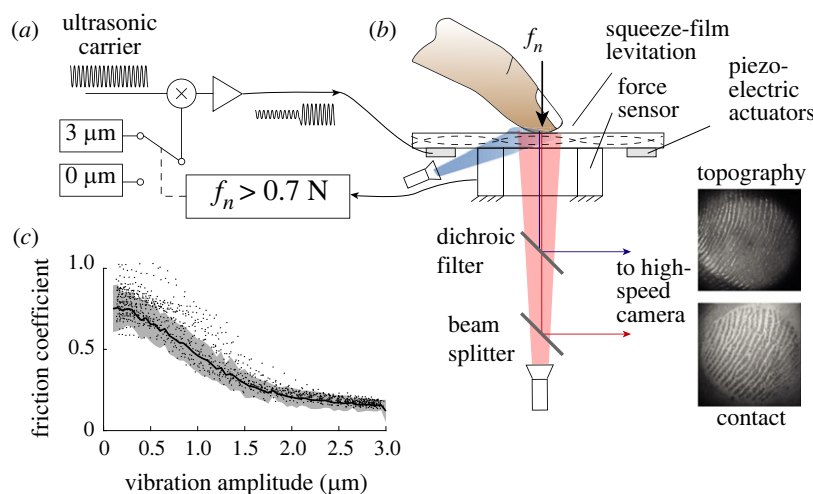 (a)
ultrasonic
carrier
3 μm
0 μm
fn > 0.7 N
(b)
fn
squeeze-film
levitation
force
sensor
piezo-
electric
actuators
topography
dichroic
filter
to high-
speed
camera
beam
splitter
contact
(c)
friction coefficient
1.0
0.5
0
0
0.5
1.0
1.5
2.0
2.5
3.0
vibration amplitude (μm)